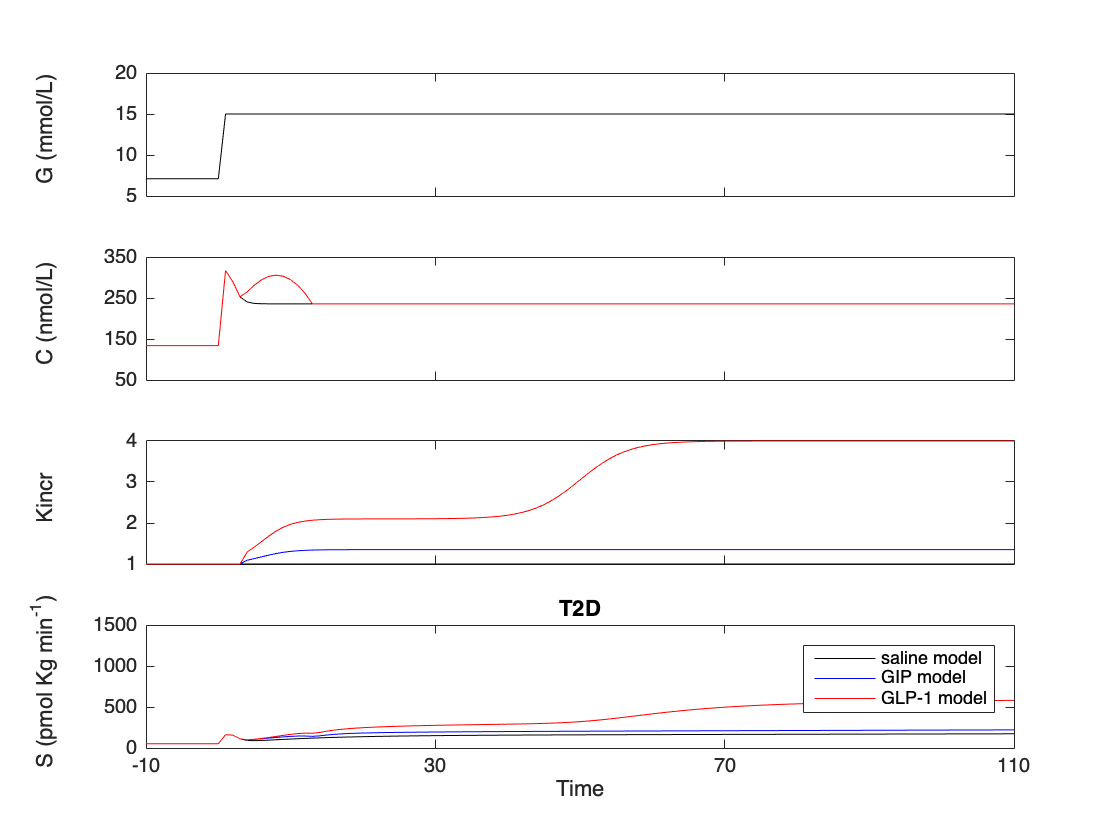 20
15
10
5
G (mmol/L)
350
250
150
50
C (nmol/L)
4
3
2
1
Kincr
T2D
1500
1000
500
0
S (pmol Kg min⁻¹)
saline model
GIP model
GLP-1 model
-10 30 70 110
Time